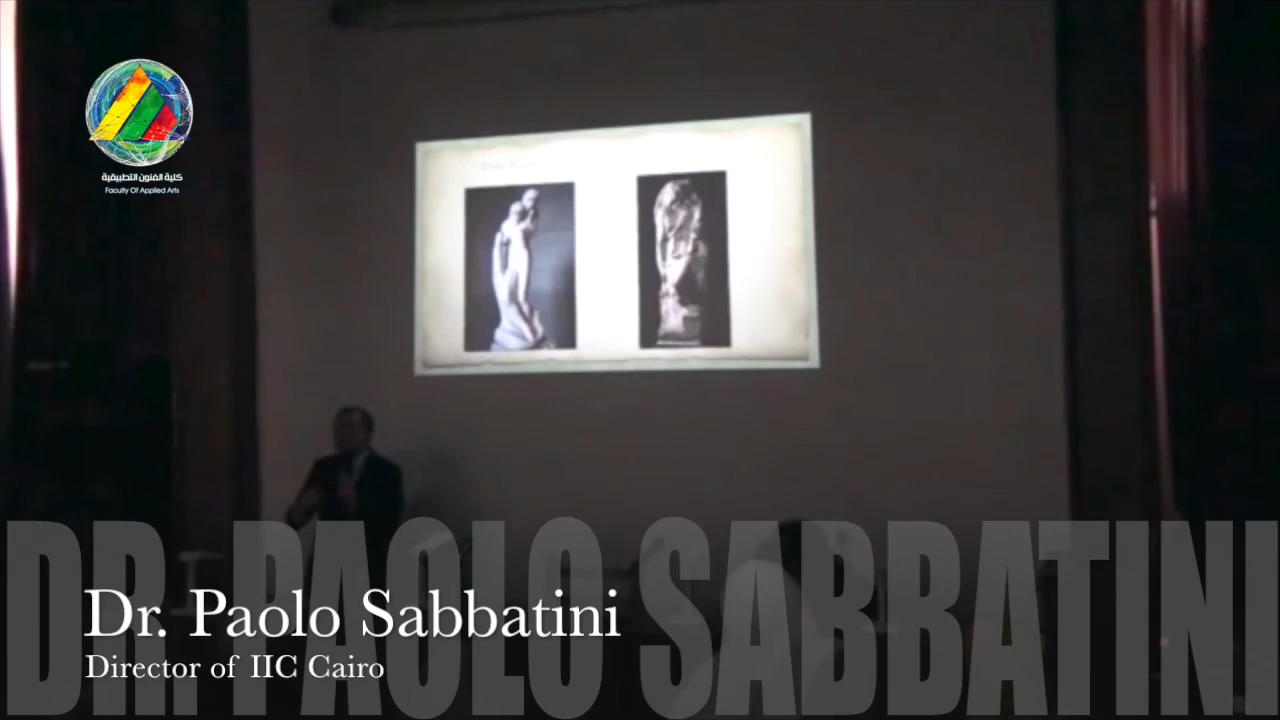 كلية الفنون التطبيقية
Faculty Of Applied Arts
DR. PAOLO SABBATINI
Dr. Paolo Sabbatini
Director of IIC Cairo